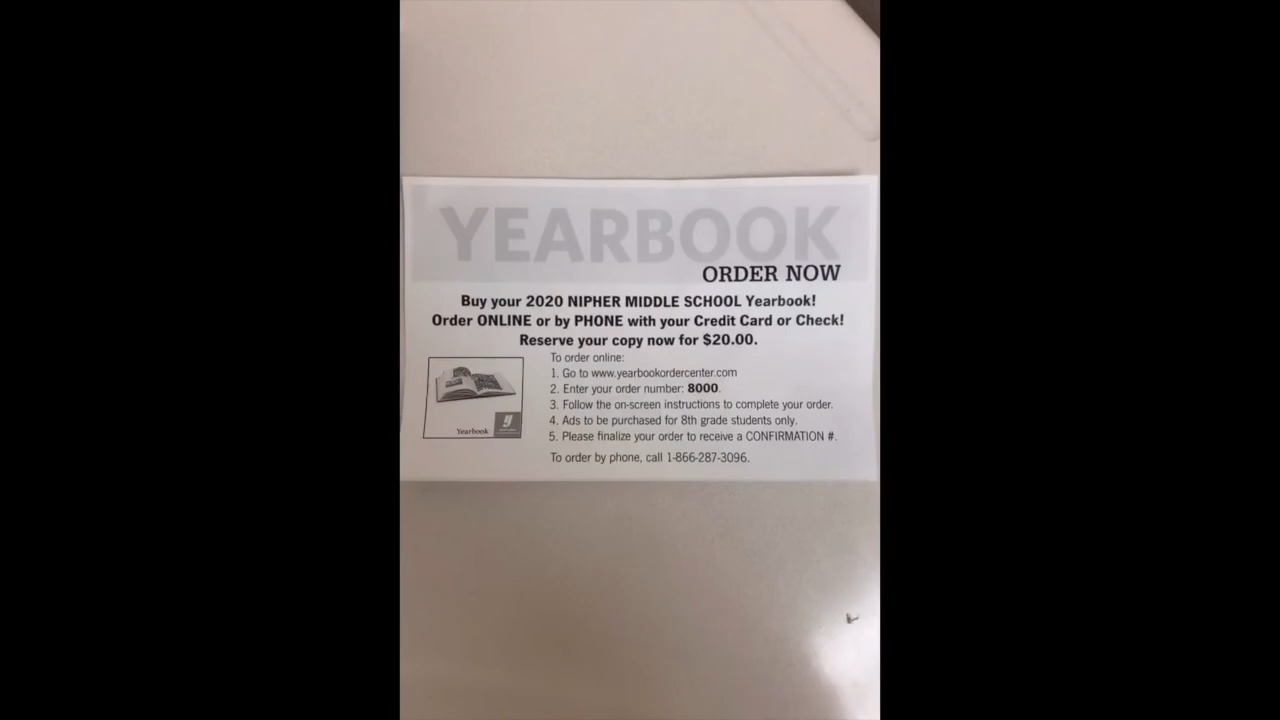 YEARBOOK
ORDER NOW
Buy your 2020 NIPHER MIDDLE SCHOOL Yearbook!
Order ONLINE or by PHONE with your Credit Card or Check!
Reserve your copy now for $20.00.
To order online:
1. Go to www.yearbookordercenter.com
2. Enter your order number: 8000.
3. Follow the on-screen instructions to complete your order.
4. Ads to be purchased for 8th grade students only.
5. Please finalize your order to receive a CONFIRMATION #.
To order by phone, call 1-866-287-3096.
Yearbook
y